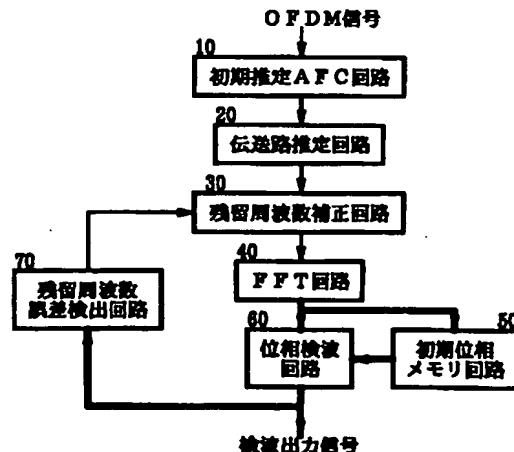 OFDM信号
10
初期推定AFC回路
20
伝送路推定回路
30
残留周波数補正回路
40
FFT回路
70
残留周波数
誤差検出回路
60
位相検波
回路
50
初期位相
メモリ回路
検波出力信号